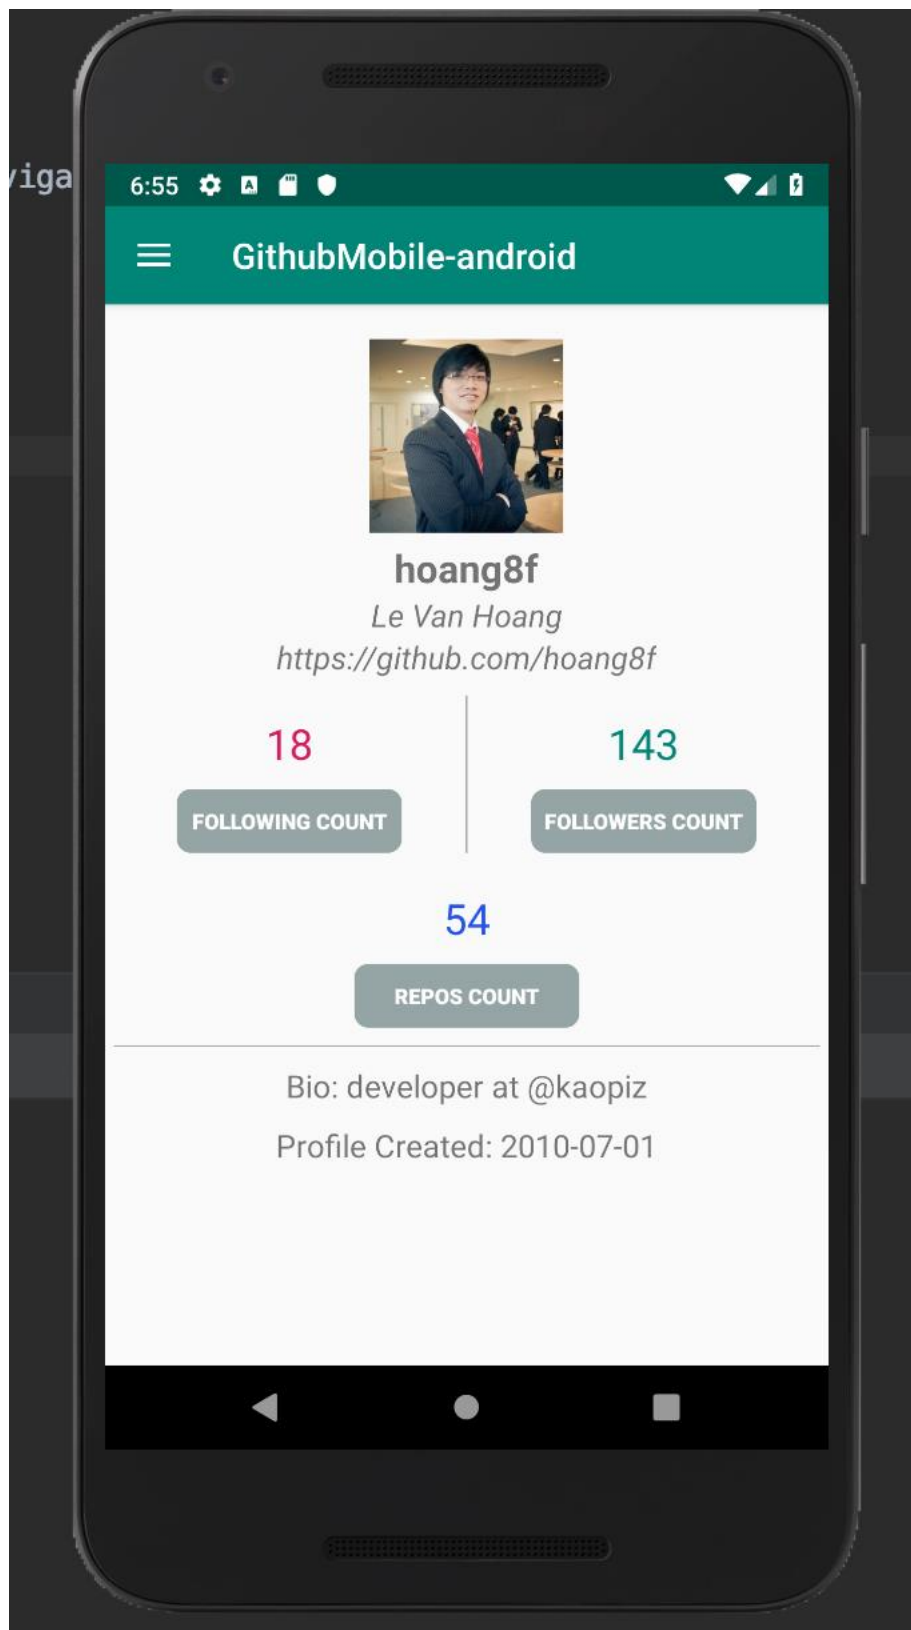 viga
6:55
GithubMobile-android
hoang8f
Le Van Hoang
https://github.com/hoang8f
18 143
FOLLOWING COUNT FOLLOWERS COUNT
54
REPOS COUNT
Bio: developer at @kaopiz
Profile Created: 2010-07-01